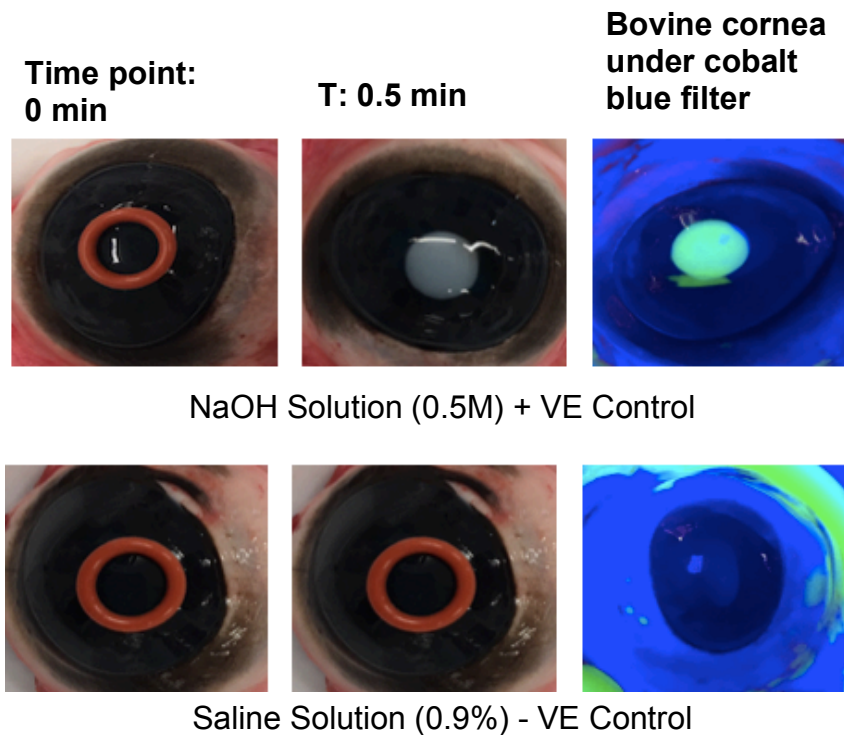 Time point:
0 min
T: 0.5 min
Bovine cornea
under cobalt
blue filter
NaOH Solution (0.5M) + VE Control
Saline Solution (0.9%) - VE Control